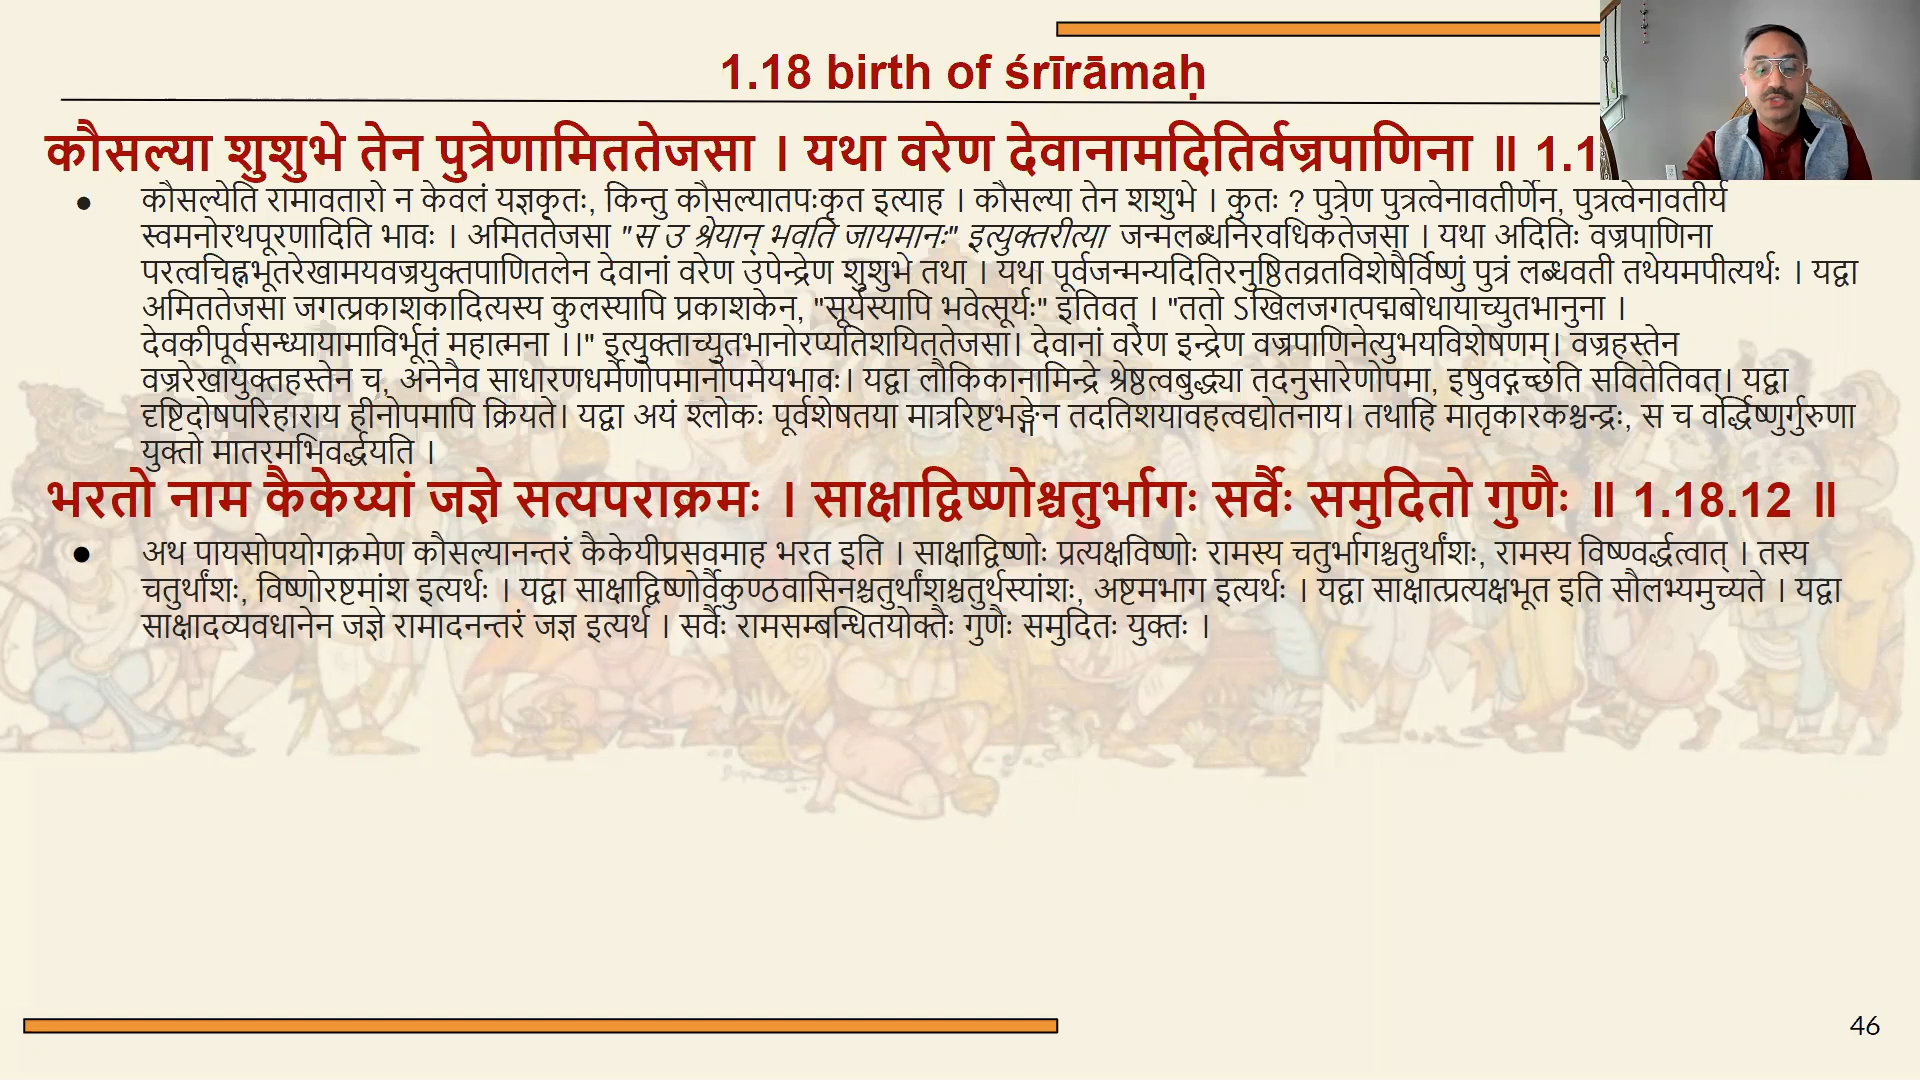 1.18 birth of śrīrāmaḥ
कौसल्या शुशुभे तेन पुत्रेणामिततेजसा । यथा वरेण देवानामदितिर्वज्रपाणिना ॥ 1.1
● कौसल्येति रामावतारो न केवलं यज्ञकृतः, किन्तु कौसल्यातपःकृत इत्याह । कौसल्या तेन शशुभे । कुतः ? पुत्रेण पुत्रत्वेनावतीर्णेन, पुत्रत्वेनावतीर्य
स्वमनोरथपूरणादिति भावः । अमिततेजसा "स उ श्रेयान् भवति जायमानः" इत्युक्तरीत्या जन्मलब्धनिरवधिकतेजसा । यथा अदितिः वज्रपाणिना
परत्वचिह्नभूतरेखामयवज्रयुक्तपाणितलेन देवानां वरेण उपेन्द्रेण शुशुभे तथा । यथा पूर्वजन्मन्यदितिरनुष्ठितव्रतविशेषैर्विष्णुं पुत्रं लब्धवती तथेयमपीत्यर्थः । यद्वा
अमिततेजसा जगत्प्रकाशकादित्यस्य कुलस्यापि प्रकाशकेन, "सूर्यस्यापि भवेत्सूर्यः" इतिवत् । "ततो ऽखिलजगत्पद्मबोधायाच्युतभानुना ।
देवकीपूर्वसन्ध्यायामाविर्भूतं महात्मना ।।" इत्युक्ताच्युतभानोरप्यतिशयिततेजसा। देवानां वरेण इन्द्रेण वज्रपाणिनेत्युभयविशेषणम्। वज्रहस्तेन
वज्ररेखायुक्तहस्तेन च, अनेनैव साधारणधर्मेणोपमानोपमेयभावः। यद्वा लौकिकानामिन्द्रे श्रेष्ठत्वबुद्ध्या तदनुसारेणोपमा, इषुवद्गच्छति सवितेतिवत्। यद्वा
दृष्टिदोषपरिहाराय हीनोपमापि क्रियते। यद्वा अयं श्लोकः पूर्वशेषतया मात्ररिष्टभङ्गेन तदतिशयावहत्वद्योतनाय। तथाहि मातृकारकश्चन्द्रः, स च वर्द्धिष्णुर्गुरुणा
युक्तो मातरमभिवर्द्धयति ।
भरतो नाम कैकेय्यां जज्ञे सत्यपराक्रमः । साक्षाद्विष्णोश्चतुर्भागः सर्वैः समुदितो गुणैः ॥ 1.18.12 ॥
● अथ पायसोपयोगक्रमेण कौसल्यानन्तरं कैकेयीप्रसवमाह भरत इति । साक्षाद्विष्णोः प्रत्यक्षविष्णोः रामस्य चतुर्भागश्चतुर्थांशः, रामस्य विष्ण्वर्द्धत्वात् । तस्य
चतुर्थांशः, विष्णोरष्टमांश इत्यर्थः । यद्वा साक्षाद्विष्णोर्वैकुण्ठवासिनश्चतुर्थांशश्चतुर्थस्यांशः, अष्टमभाग इत्यर्थः । यद्वा साक्षात्प्रत्यक्षभूत इति सौलभ्यमुच्यते । यद्वा
साक्षादव्यवधानेन जज्ञे रामादनन्तरं जज्ञ इत्यर्थ । सर्वैः रामसम्बन्धितयोक्तैः गुणैः समुदितः युक्तः ।
46